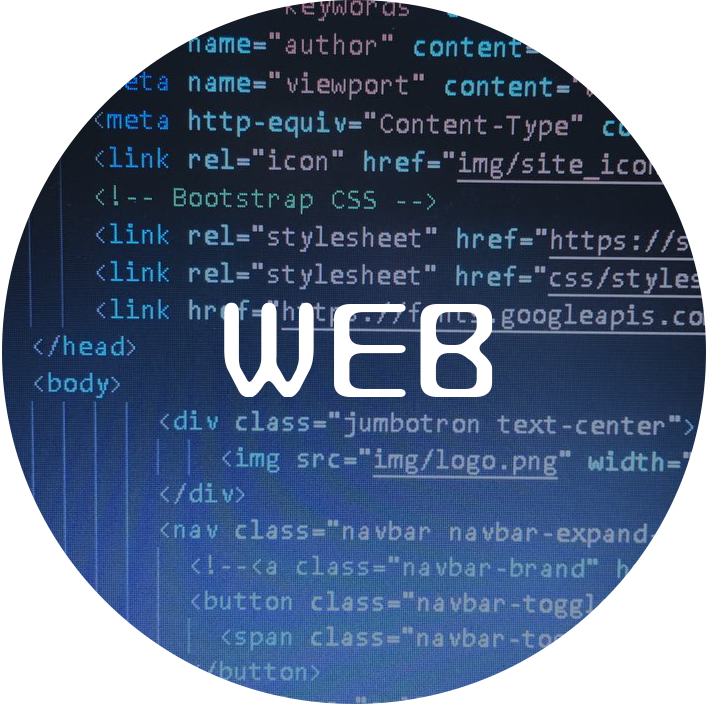 keywords
name="author" content=
meta name="viewport" content="
<meta http-equiv="Content-Type" co
<link rel="icon" href="img/site_icon
<!-- Bootstrap CSS -->
<link rel="stylesheet" href="https://s
<link rel="stylesheet" href="css/styles
<link href="https://fonts.googleapis.co
WEB
</head>
<body>
<div class="jumbotron text-center">
<img src="img/logo.png" width="
</div>
<nav class="navbar navbar-expand-
<!--<a class="navbar-brand" h
<button class="navbar-toggl
<span class="navbar-tog
</button>